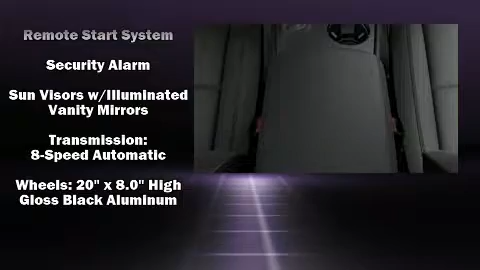 Remote Start System
Security Alarm
Sun Visors w/Illuminated
Vanity Mirrors
Transmission:
8-Speed Automatic
Wheels: 20" x 8.0" High
Gloss Black Aluminum